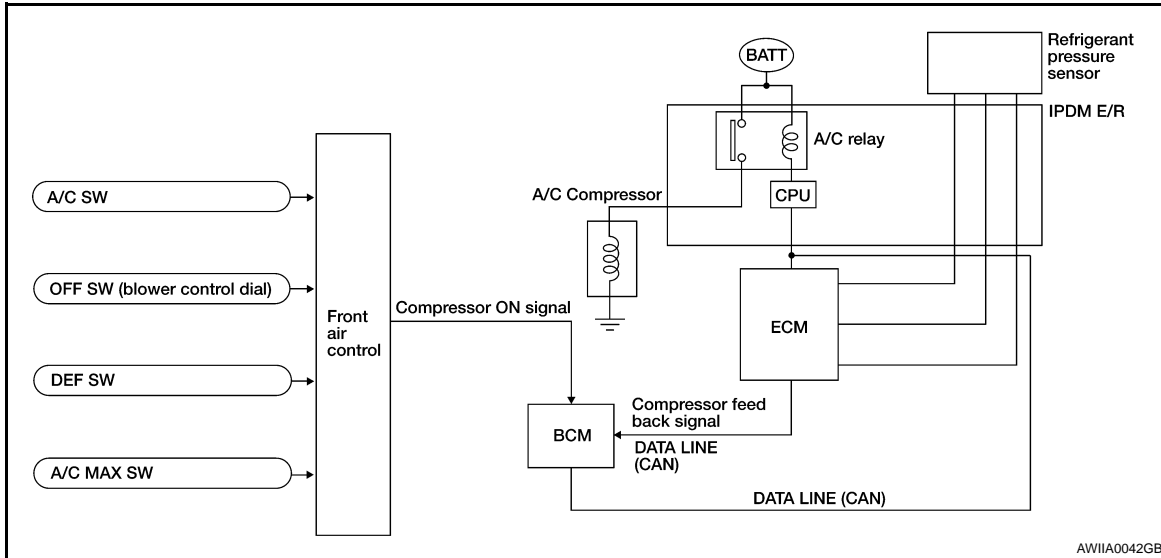 BATT
Refrigerant
pressure
sensor
IPDM E/R
A/C relay
CPU
A/C Compressor
A/C SW
OFF SW (blower control dial)
DEF SW
A/C MAX SW
Front
air
control
Compressor ON signal
ECM
BCM
Compressor feed
back signal
DATA LINE
(CAN)
DATA LINE (CAN)
AWIIA0042GB